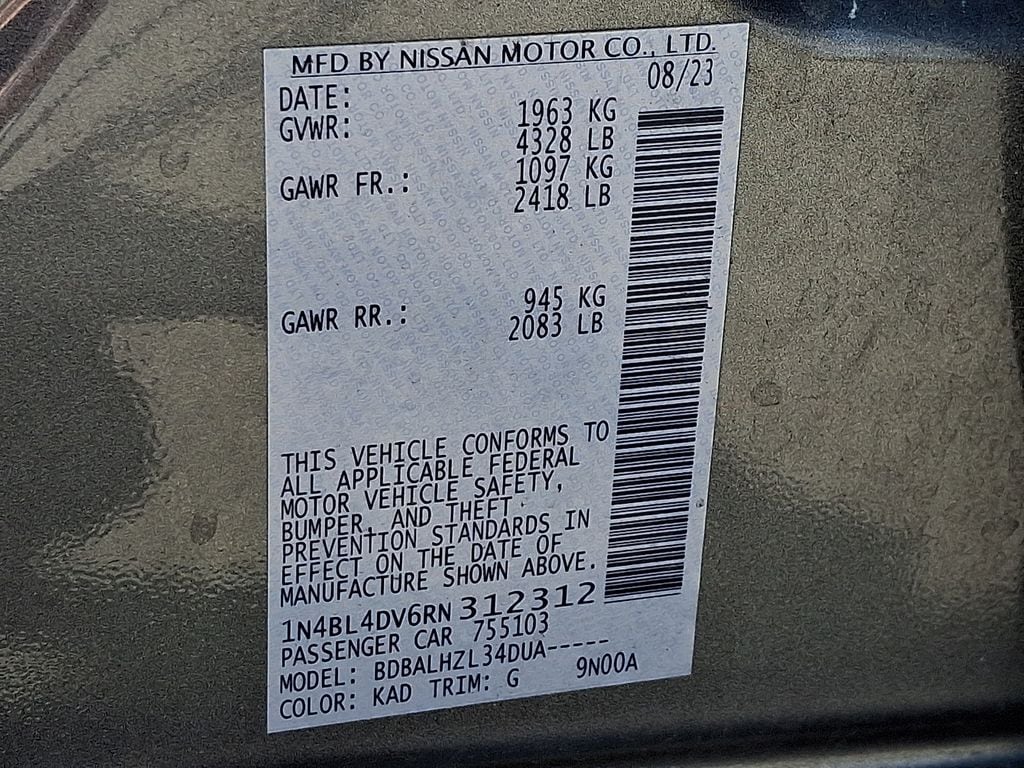 MFD BY NISSAN MOTOR CO., LTD.
DATE: 08/23
GVWR: 1963 KG
4328 LB
GAWR FR.: 1097 KG
2418 LB
GAWR RR.: 945 KG
2083 LB
THIS VEHICLE CONFORMS TO
ALL APPLICABLE FEDERAL
MOTOR VEHICLE SAFETY,
BUMPER, AND THEFT
PREVENTION STANDARDS IN
EFFECT ON THE DATE OF
MANUFACTURE SHOWN ABOVE.
1N4BL4DV6RN312312
PASSENGER CAR 755103
MODEL: BDBALHZL34DUA-----
COLOR: KAD TRIM: G 9N00A